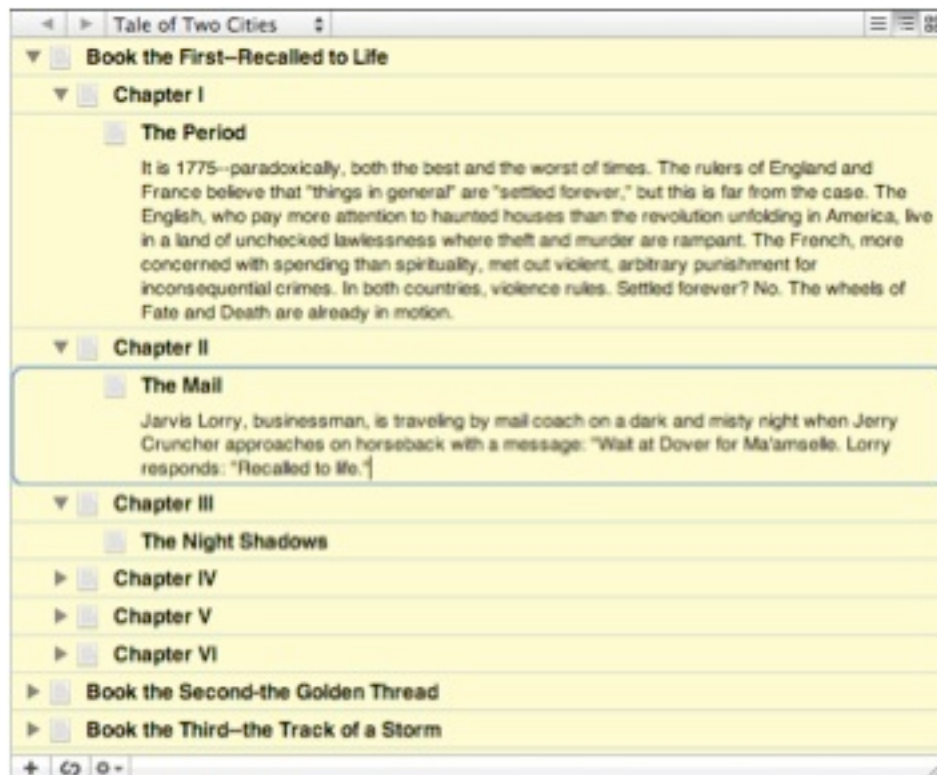 Tale of Two Cities
Book the First--Recalled to Life
Chapter I
The Period
It is 1775--paradoxically, both the best and the worst of times. The rulers of England and
France believe that "things in general" are "settled forever," but this is far from the case. The
English, who pay more attention to haunted houses than the revolution unfolding in America, live
in a land of unchecked lawlessness where theft and murder are rampant. The French, more
concerned with spending than spirituality, met out violent, arbitrary punishment for
inconsequential crimes. In both countries, violence rules. Settled forever? No. The wheels of
Fate and Death are already in motion.
Chapter II
The Mail
Jarvis Lorry, businessman, is traveling by mail coach on a dark and misty night when Jerry
Cruncher approaches on horseback with a message: "Wait at Dover for Ma'amselle. Lorry
responds: "Recalled to life."
Chapter III
The Night Shadows
Chapter IV
Chapter V
Chapter VI
Book the Second-the Golden Thread
Book the Third--the Track of a Storm